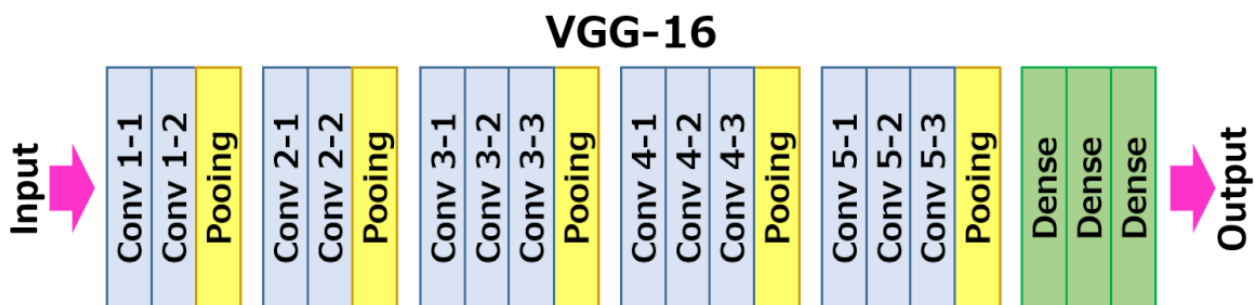 VGG-16
Input
Conv 1-1
Conv 1-2
Pooing
Conv 2-1
Conv 2-2
Pooing
Conv 3-1
Conv 3-2
Conv 3-3
Pooing
Conv 4-1
Conv 4-2
Conv 4-3
Pooing
Conv 5-1
Conv 5-2
Conv 5-3
Pooing
Dense
Dense
Dense
Output